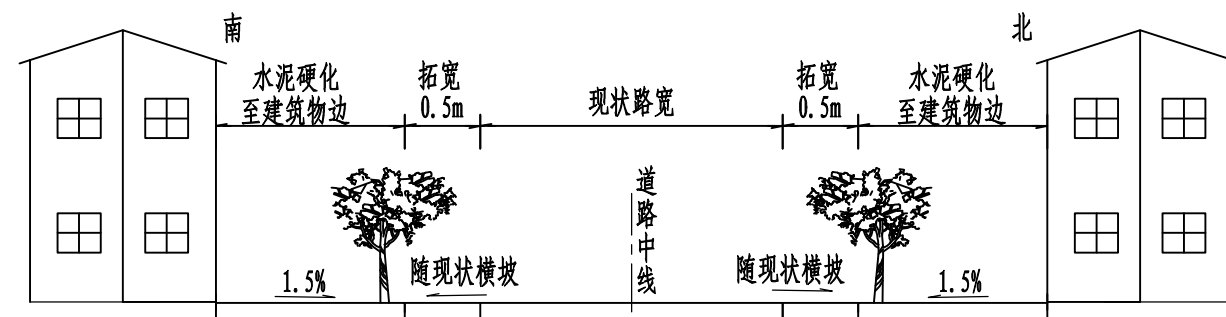 南
北
水泥硬化
至建筑物边
拓宽
0.5m
现状路宽
拓宽
0.5m
水泥硬化
至建筑物边
道路中线
1.5%
随现状横坡
随现状横坡
1.5%